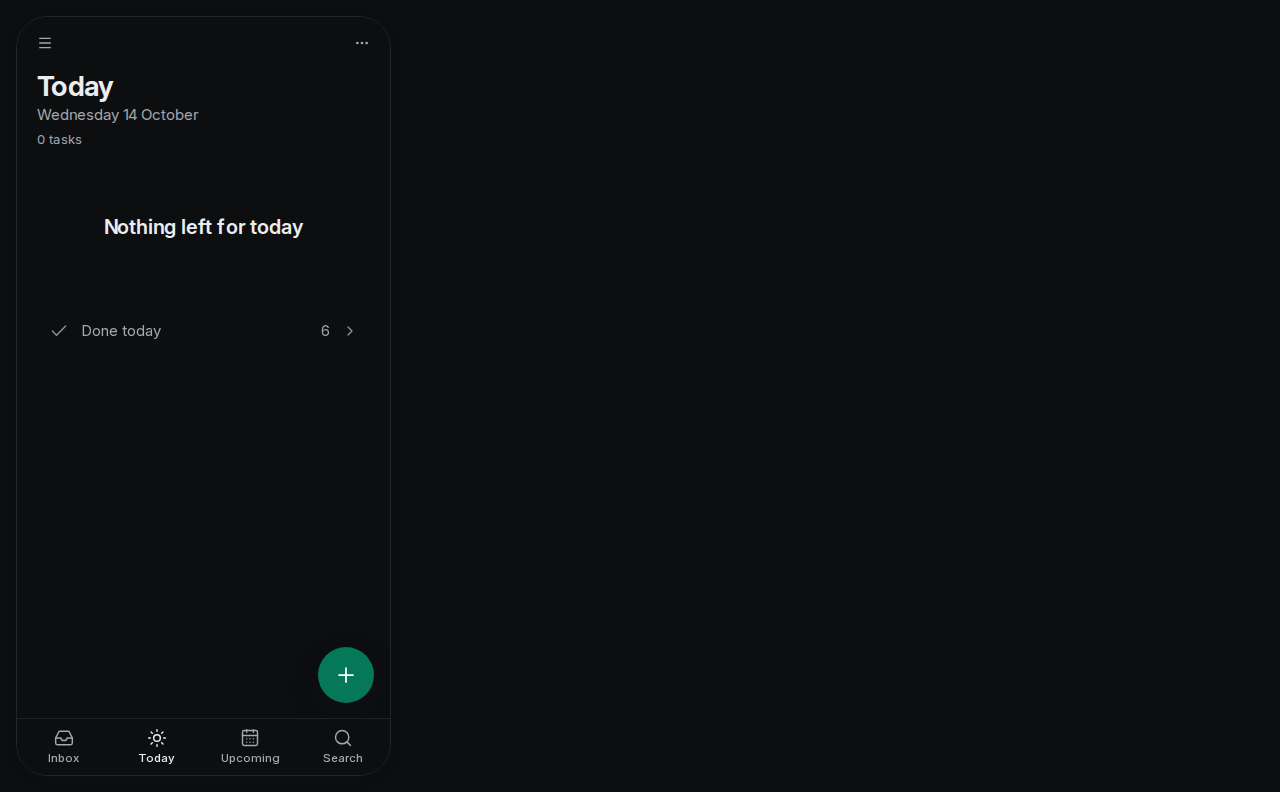 Today
Wednesday 14 October
0 tasks
Nothing left for today
Done today 6
Inbox Today Upcoming Search